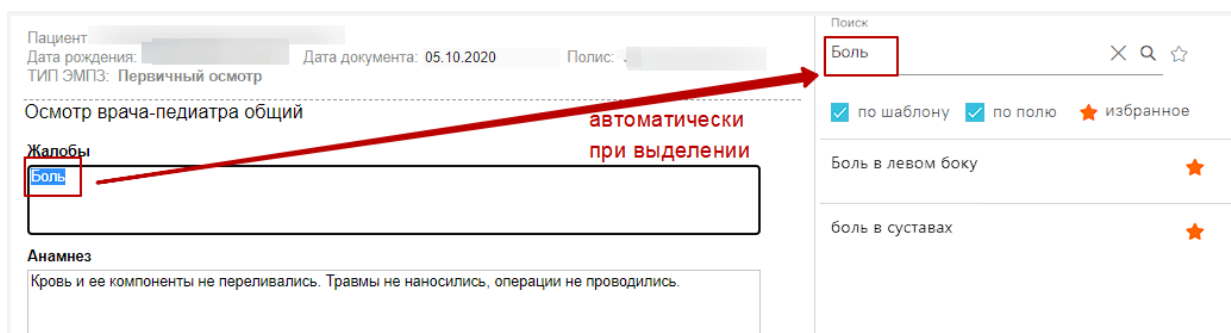 Пациент
Дата рождения: Дата документа: 05.10.2020 Полис:
ТИП ЭМПЗ: Первичный осмотр
Осмотр врача-педиатра общий
Жалобы
Боль
автоматически
при выделении
Анамнез
Кровь и ее компоненты не переливались. Травмы не наносились, операции не проводились.
Поиск
Боль
по шаблону по полю избранное
Боль в левом боку
боль в суставах